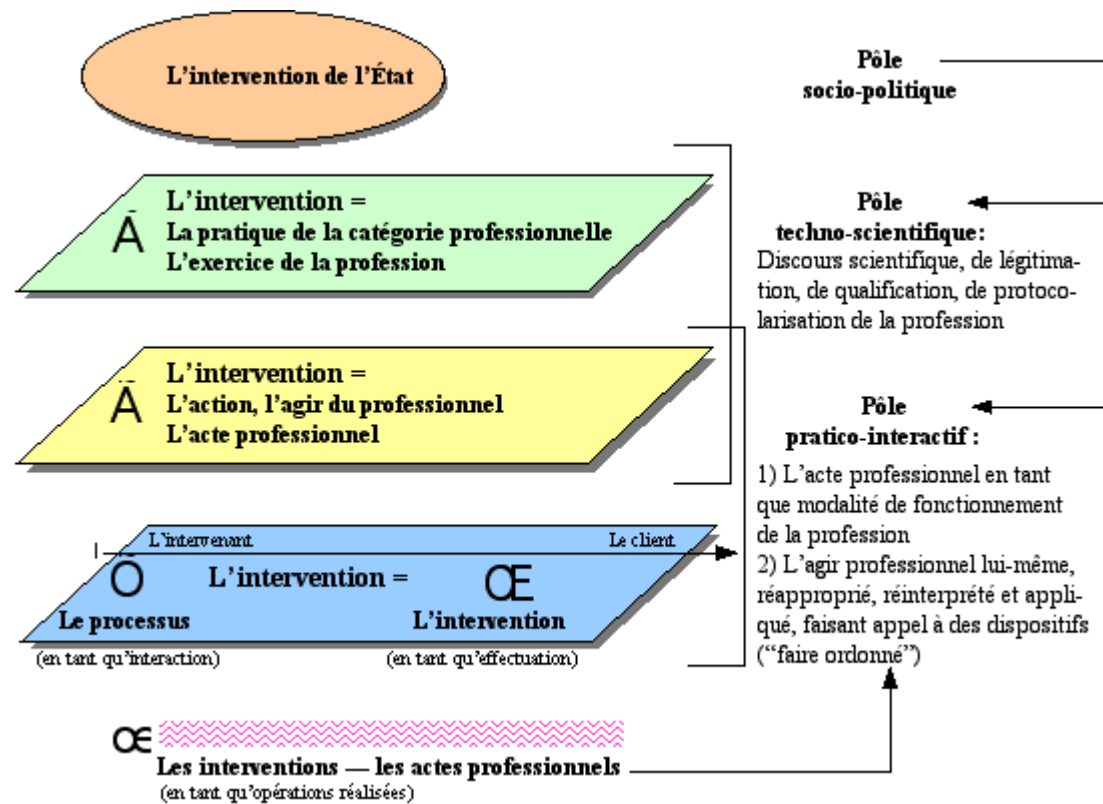 L'intervention de l'État
Pôle
socio-politique
Ā
L'intervention =
La pratique de la catégorie professionnelle
L'exercice de la profession
Pôle
techno-scientifique:
Discours scientifique, de légitima-
tion, de qualification, de protoco-
larisation de la profession
Ã
L'intervention =
L'action, l'agir du professionnel
L'acte professionnel
Pôle
pratico-interactif :
1) L'acte professionnel en tant
que modalité de fonctionnement
de la profession
2) L'agir professionnel lui-même,
réapproprié, réinterprété et appli-
qué, faisant appel à des dispositifs
(“faire ordonné”)
L'intervenant
Le client
Õ
L'intervention =
Œ
Le processus
L'intervention
(en tant qu'interaction)
(en tant qu'effectuation)
œ
Les interventions — les actes professionnels
(en tant qu'opérations réalisées)